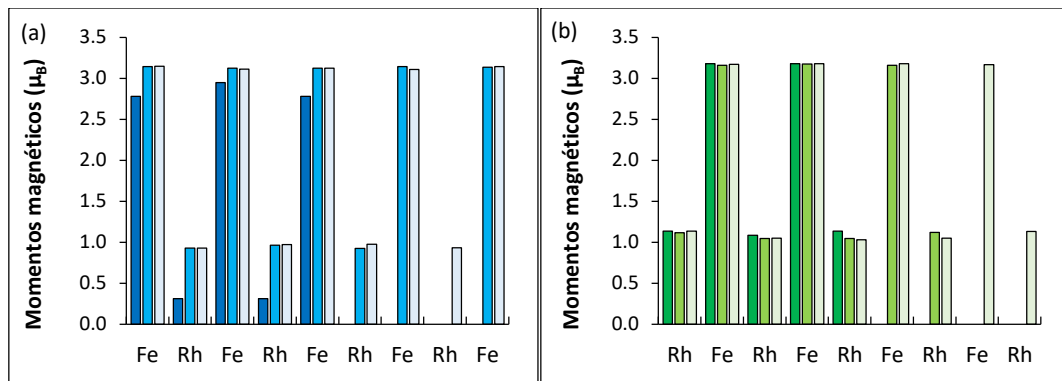 (a)
Momentos magnéticos (μB)
3.5
3.0
2.5
2.0
1.5
1.0
0.5
0.0
Fe Rh Fe Rh Fe Rh Fe Rh Fe
(b)
Momentos magnéticos (μB)
3.5
3.0
2.5
2.0
1.5
1.0
0.5
0.0
Rh Fe Rh Fe Rh Fe Rh Fe Rh